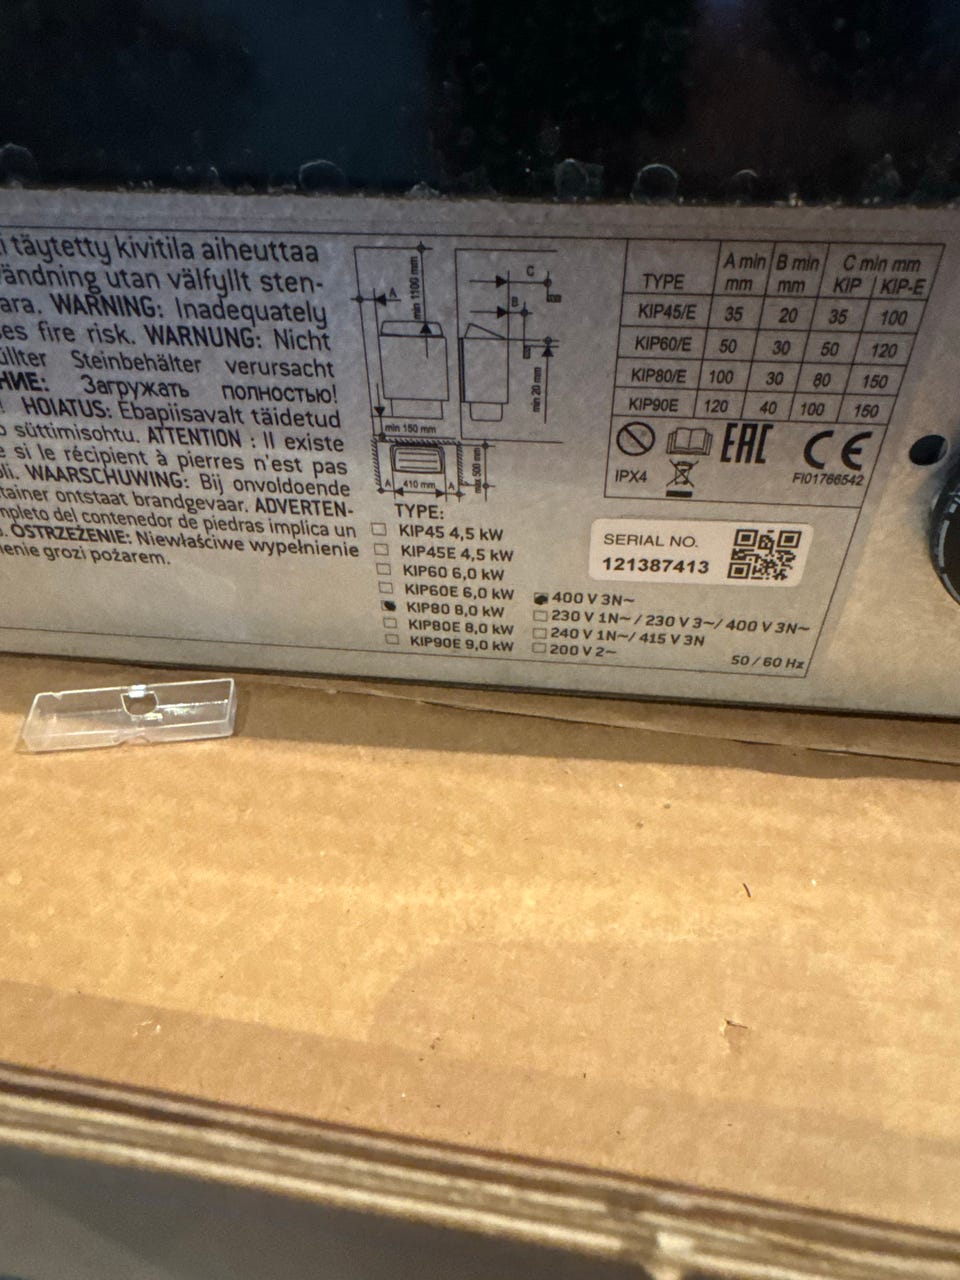 i täytetty kivitila aiheuttaa
vändning utan välfyllt sten-
ara. WARNING: Inadequately
ses fire risk. WARNUNG: Nicht
üllter Steinbehälter verursacht
НИЕ: Загружать полностью!
! HOIATUS: Ebapiisavalt täidetud
süttimisohtu. ATTENTION : Il existe
e si le récipient à pierres n'est pas
li. WAARSCHUWING: Bij onvoldoende
tainer ontstaat brandgevaar. ADVERTEN-
mpleto del contenedor de piedras implica un
. OSTRZEŻENIE: Niewłaściwe wypełnienie
ienie grozi pożarem.
A
min 1100 mm
C
B
min 20 mm
min 150 mm
A 410 mm A
500 mm
TYPE A min mm B min mm C min mm KIP KIP-E
KIP45/E 35 20 35 100
KIP60/E 50 30 50 120
KIP80/E 100 30 80 150
KIP90E 120 40 100 150
IPX4
EAC
CE
FI01766542
SERIAL NO.
121387413
TYPE:
KIP45 4,5 kW
KIP45E 4,5 kW
KIP60 6,0 kW
KIP60E 6,0 kW
KIP80 8,0 kW
KIP80E 8,0 kW
KIP90E 9,0 kW
400 V 3N~
230 V 1N~ / 230 V 3~/ 400 V 3N~
240 V 1N~/ 415 V 3N
200 V 2~
50 / 60 Hz